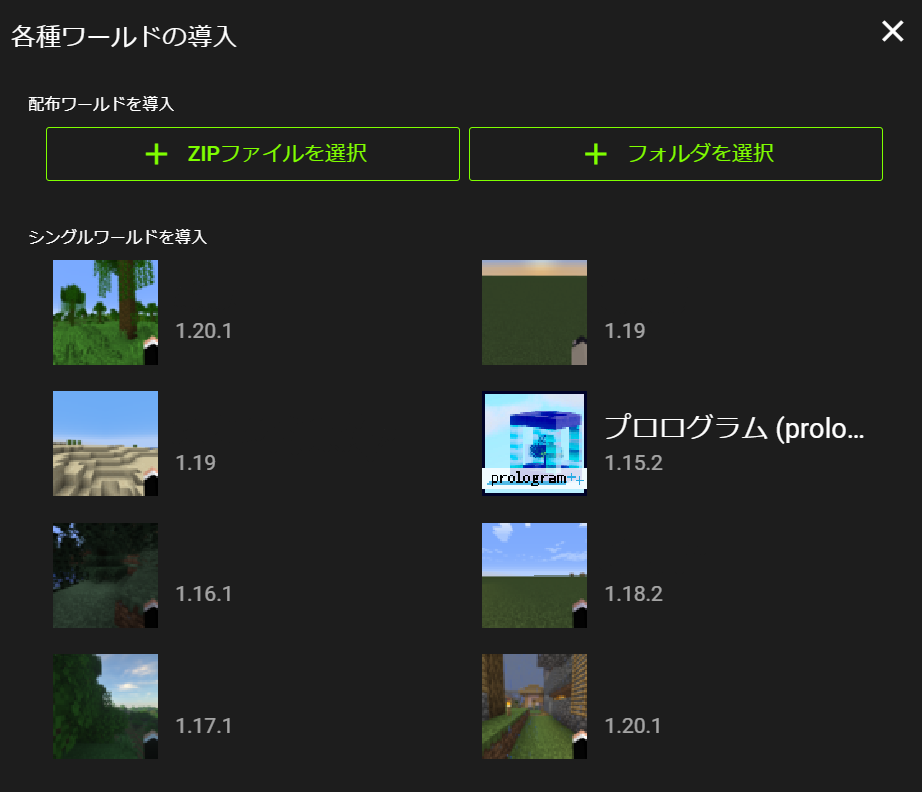 各種ワールドの導入
配布ワールドを導入
ZIPファイルを選択
フォルダを選択
シングルワールドを導入
1.20.1
1.19
1.19
プロログラム (prolo...
1.15.2
prologram++
1.16.1
1.18.2
1.17.1
1.20.1